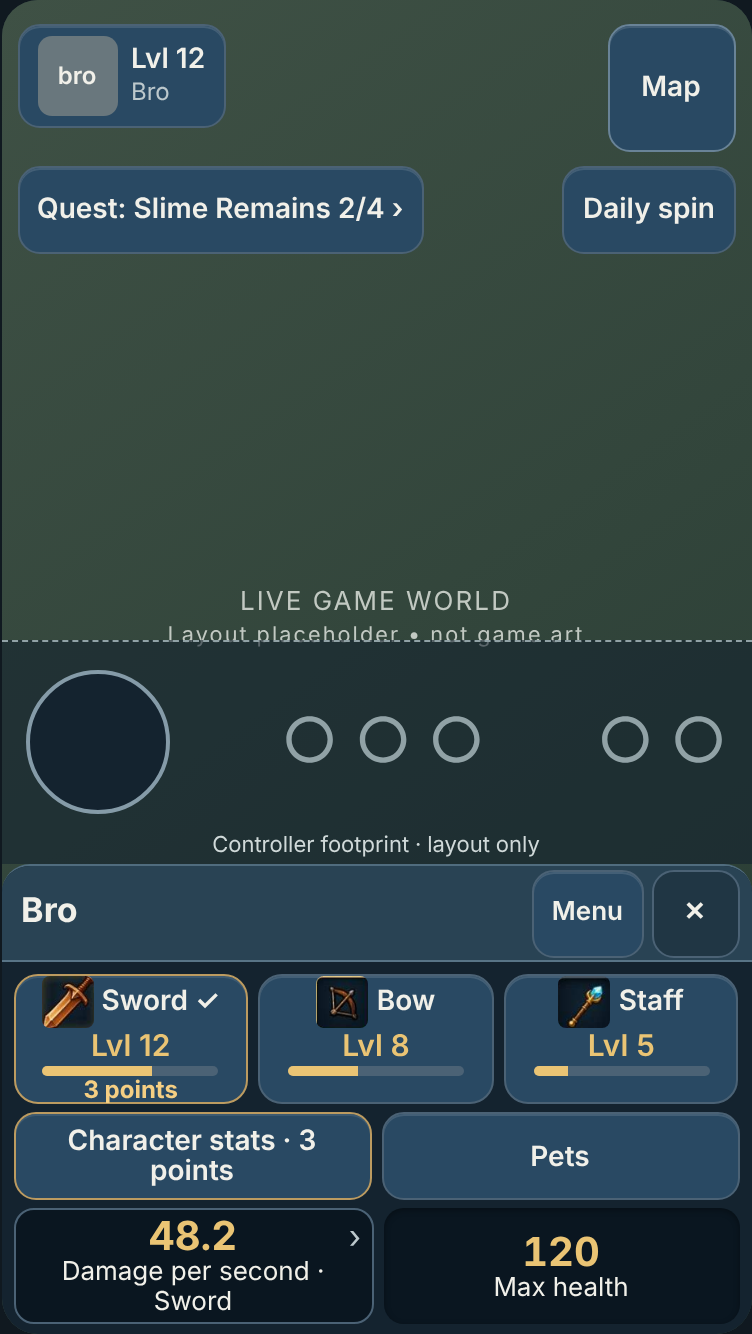 bro
Lvl 12
Bro
Map
Quest: Slime Remains 2/4 ›
Daily spin
LIVE GAME WORLD
Layout placeholder • not game art
Controller footprint · layout only
Bro
Menu
×
Sword ✓
Lvl 12
3 points
Bow
Lvl 8
Staff
Lvl 5
Character stats · 3
points
Pets
48.2 ›
Damage per second ·
Sword
120
Max health